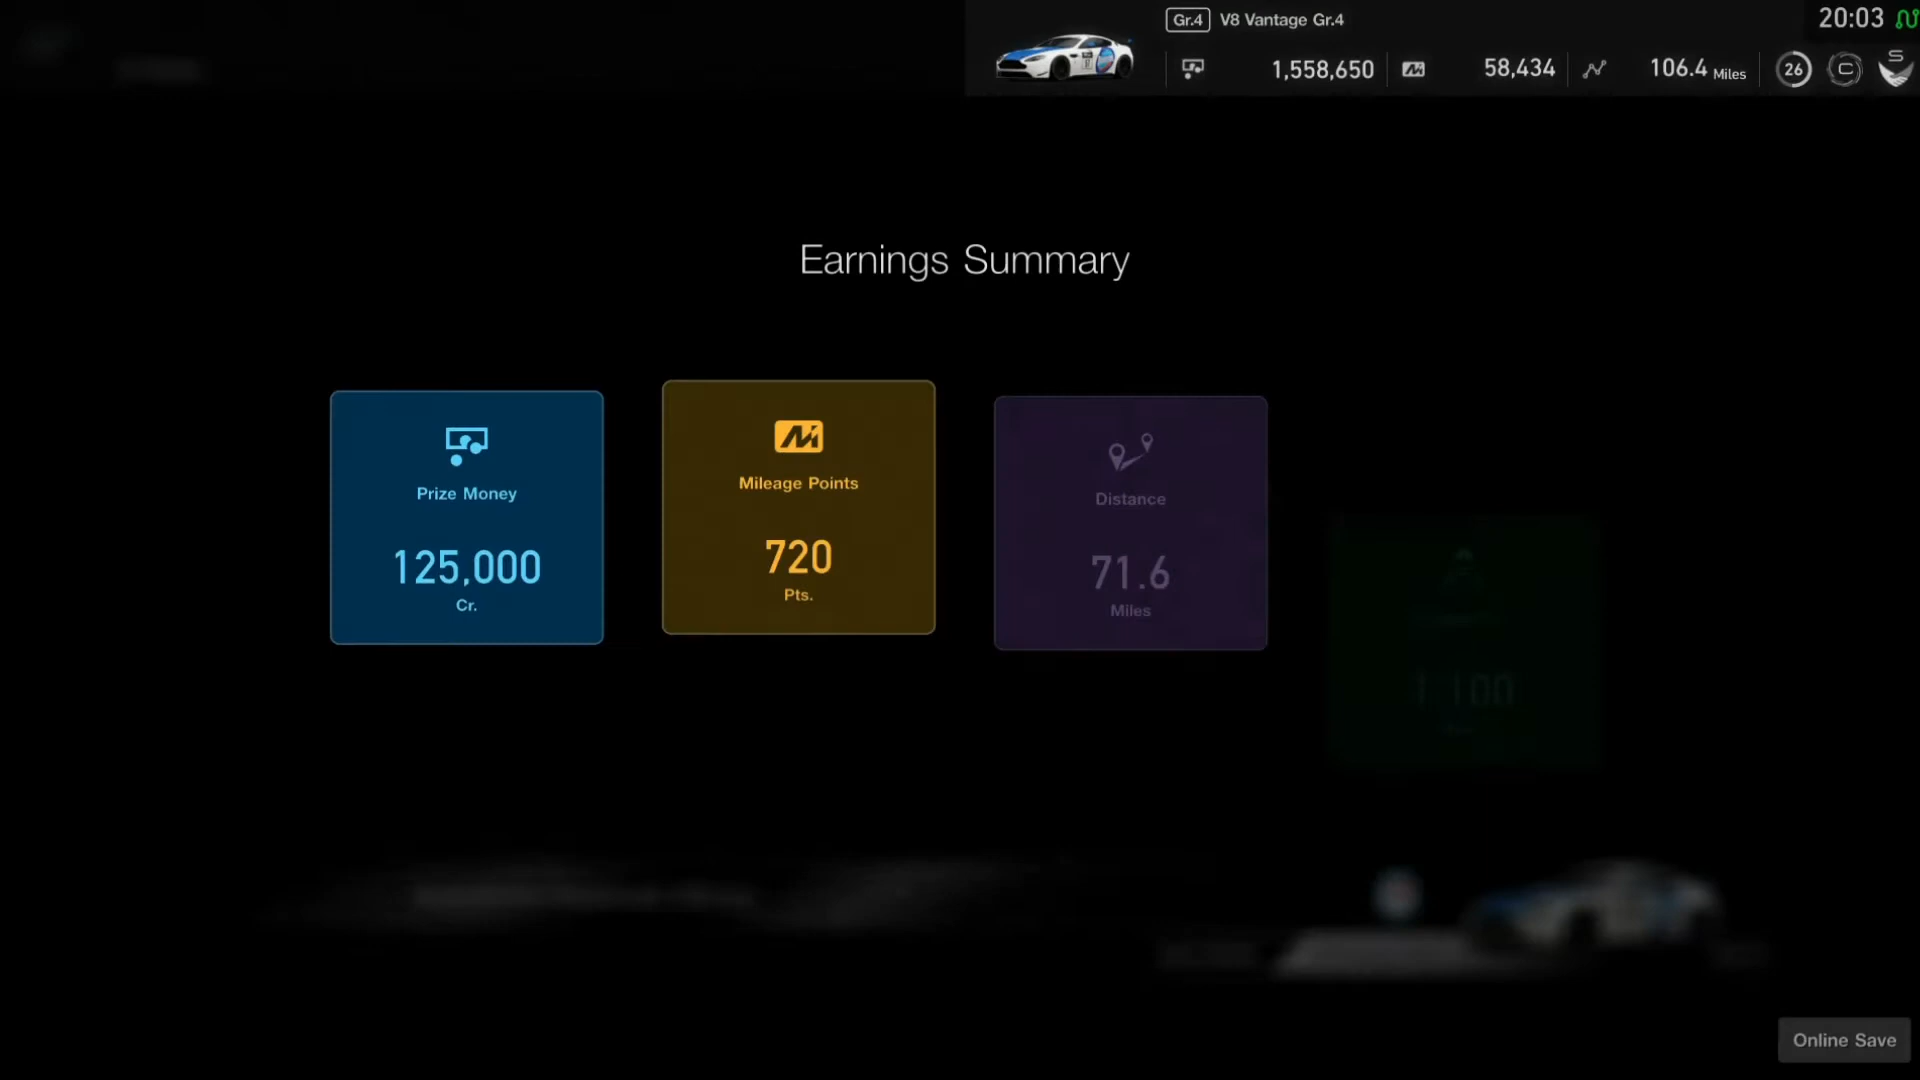 Gr.4 V8 Vantage Gr.4 20:03
1,558,650 58,434 106.4 Miles 26 C S
Earnings Summary
Prize Money
125,000
Cr.
Mileage Points
720
Pts.
Distance
71.6
Miles
Online Save